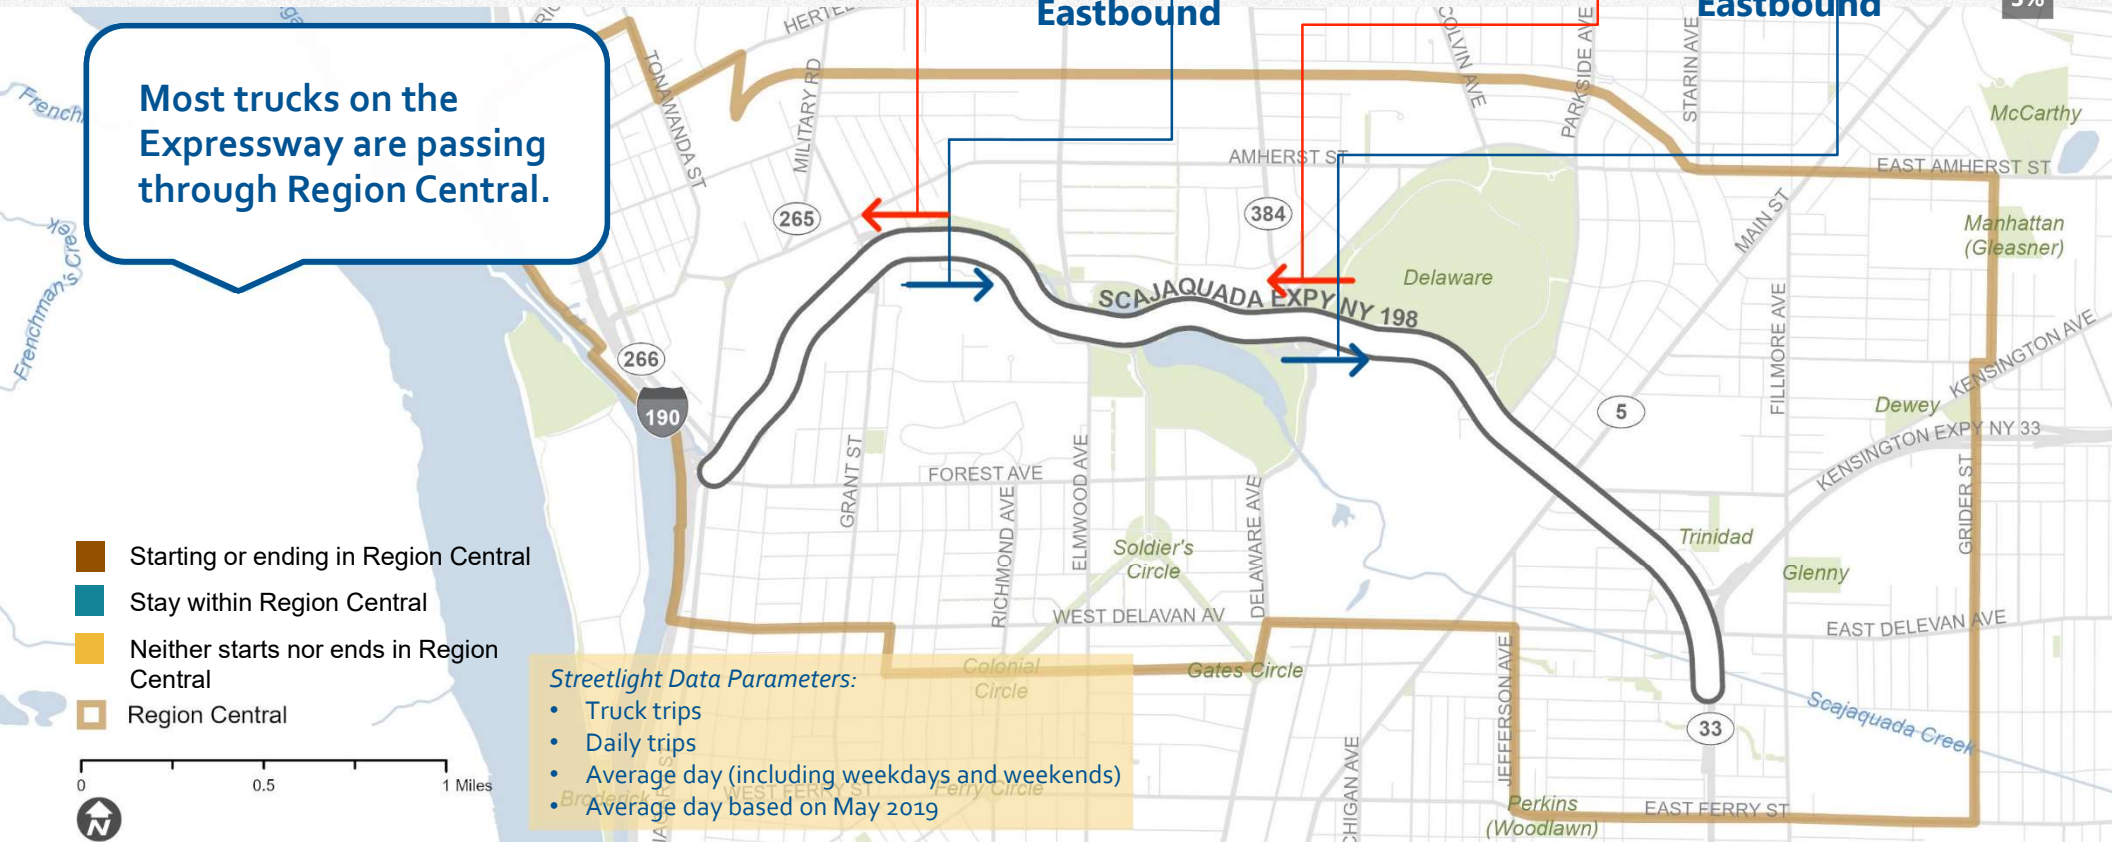 Eastbound
Eastbound
5%
Most trucks on the
Expressway are passing
through Region Central.
HERTEL
TONAWANDA ST
MILITARY RD
COLVIN AVE
PARKSIDE AVE
STARIN AVE
McCarthy
French
AMHERST ST
EAST AMHERST ST
265
384
MAIN ST
Manhattan
(Gleasner)
Delaware
Frenchman's Creek
SCAJAQUADA EXPY NY 198
FILLMORE AVE
266
190
5
Dewey
KENSINGTON AVE
KENSINGTON EXPY NY 33
GRANT ST
FOREST AVE
RICHMOND AVE
ELMWOOD AVE
DELAWARE AVE
GRIDER ST
Soldier's
Circle
Trinidad
Glenny
WEST DELAVAN AV
EAST DELEVAN AVE
Starting or ending in Region Central
Stay within Region Central
Neither starts nor ends in Region
Central
Region Central
0 0.5 1 Miles
N
Colonial
Circle
Gates Circle
JEFFERSON AVE
Scajaquada Creek
33
Streetlight Data Parameters:
• Truck trips
• Daily trips
• Average day (including weekdays and weekends)
• Average day based on May 2019
WEST FERRY ST
Ferry Circle
Broderick
CHIGAN AVE
Perkins
(Woodlawn)
EAST FERRY ST